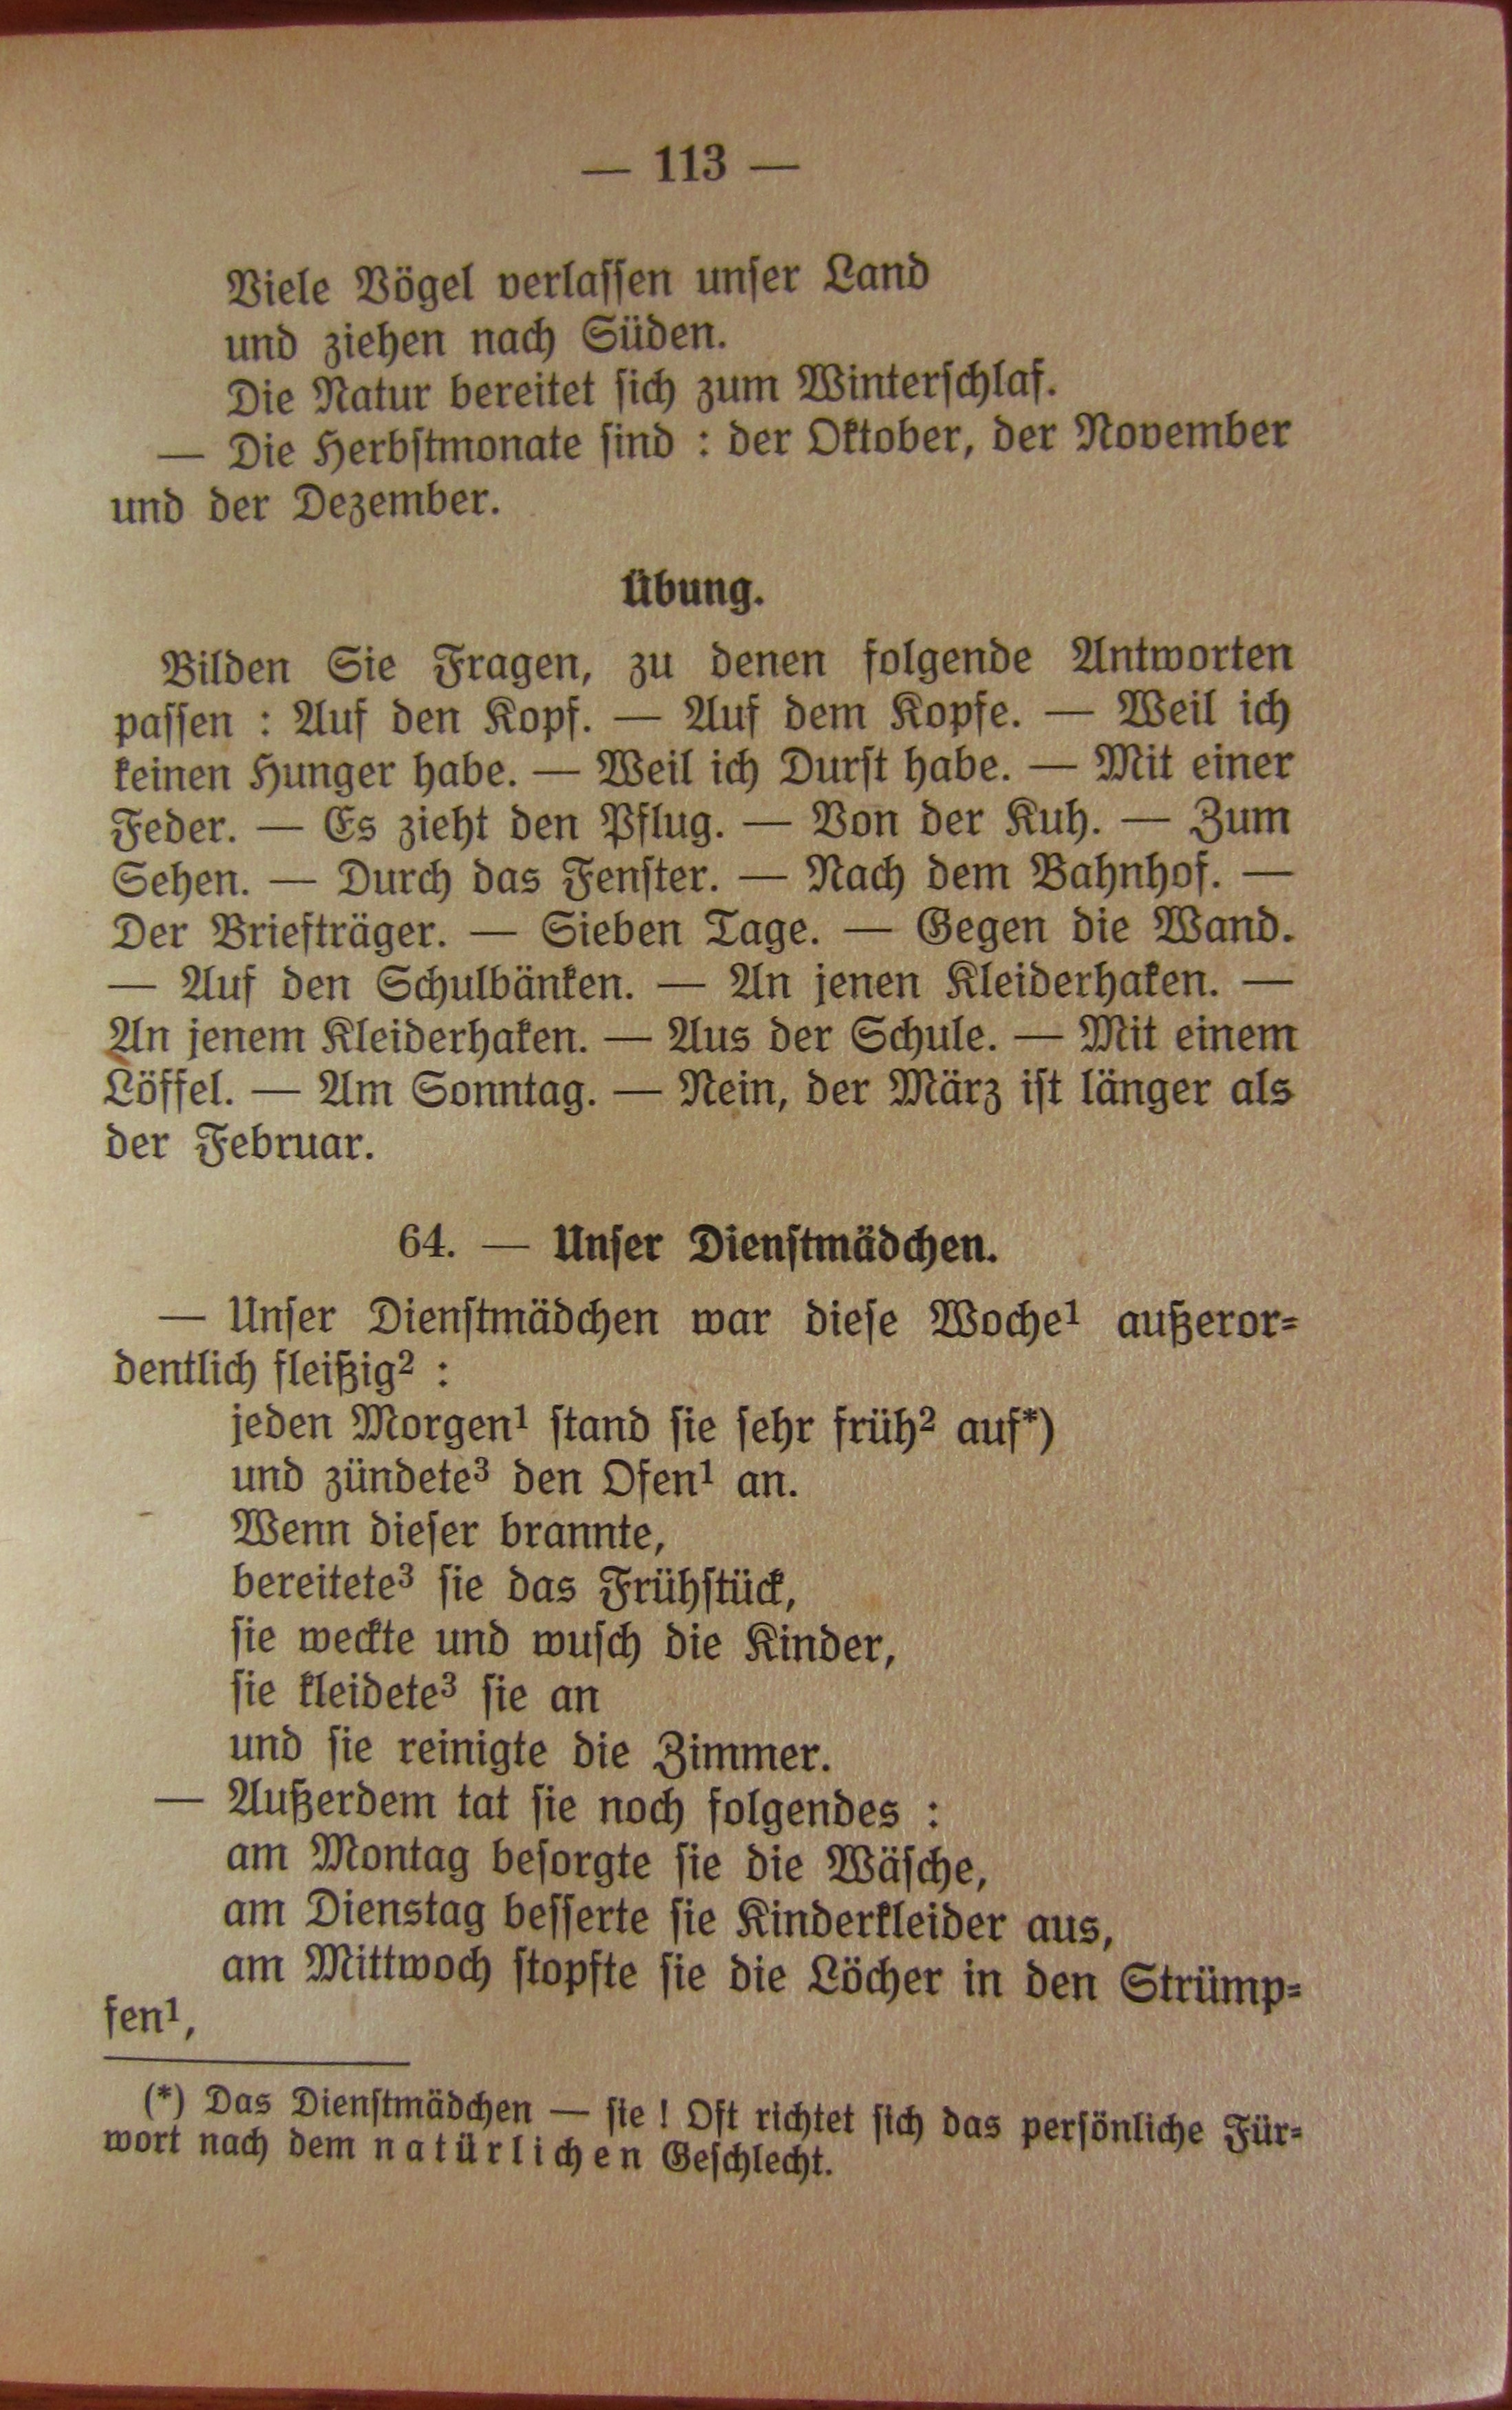 — 113 —
Viele Vögel verlassen unser Land
und ziehen nach Süden.
Die Natur bereitet sich zum Winterschlaf.
— Die Herbstmonate sind : der Oktober, der November
und der Dezember.
Übung.
Bilden Sie Fragen, zu denen folgende Antworten
passen : Auf den Kopf. — Auf dem Kopfe. — Weil ich
keinen Hunger habe. — Weil ich Durst habe. — Mit einer
Feder. — Es zieht den Pflug. — Von der Kuh. — Zum
Sehen. — Durch das Fenster. — Nach dem Bahnhof. —
Der Briefträger. — Sieben Tage. — Gegen die Wand.
— Auf den Schulbänken. — An jenen Kleiderhaken. —
An jenem Kleiderhaken. — Aus der Schule. — Mit einem
Löffel. — Am Sonntag. — Nein, der März ist länger als
der Februar.
64. — Unser Dienstmädchen.
— Unser Dienstmädchen war diese Woche¹ außeror-
dentlich fleißig² :
jeden Morgen¹ stand sie sehr früh² auf*)
und zündete³ den Ofen¹ an.
Wenn dieser brannte,
bereitete³ sie das Frühstück,
sie weckte und wusch die Kinder,
sie kleidete³ sie an
und sie reinigte die Zimmer.
— Außerdem tat sie noch folgendes :
am Montag besorgte sie die Wäsche,
am Dienstag besserte sie Kinderkleider aus,
am Mittwoch stopfte sie die Löcher in den Strümp-
fen¹,
(*) Das Dienstmädchen — sie ! Oft richtet sich das persönliche Für-
wort nach dem natürlichen Geschlecht.